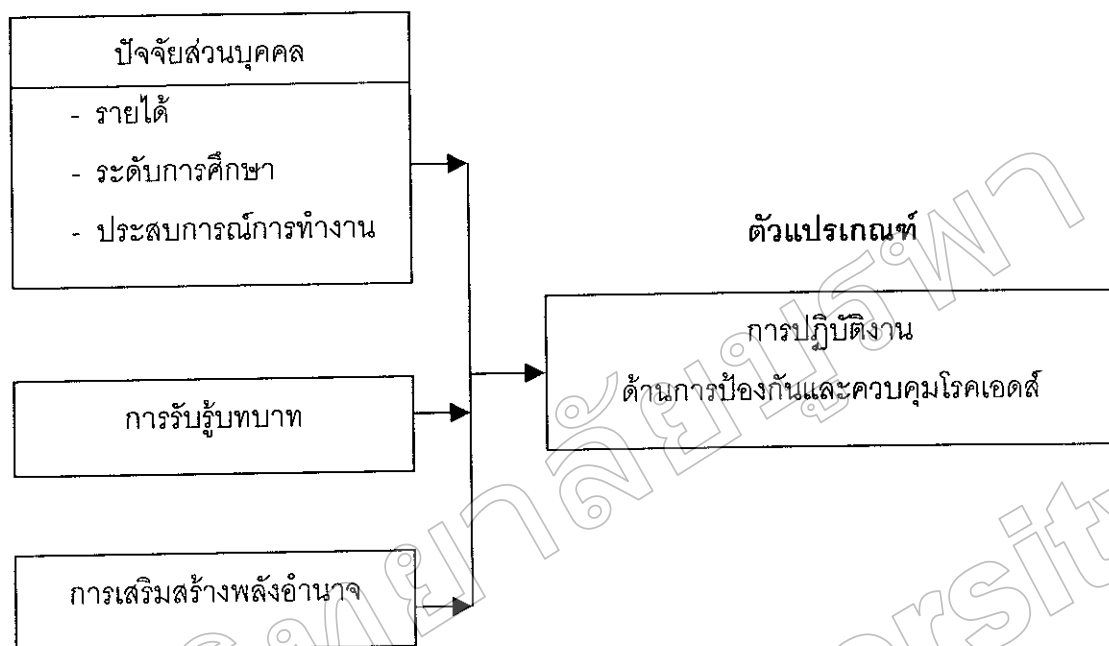 ปัจจัยส่วนบุคคล
- รายได้
- ระดับการศึกษา
- ประสบการณ์การทำงาน
ตัวแปรเกณฑ์
การปฏิบัติงาน
ด้านการป้องกันและควบคุมโรคเอดส์
การรับรู้บทบาท
การเสริมสร้างพลังอำนาจ